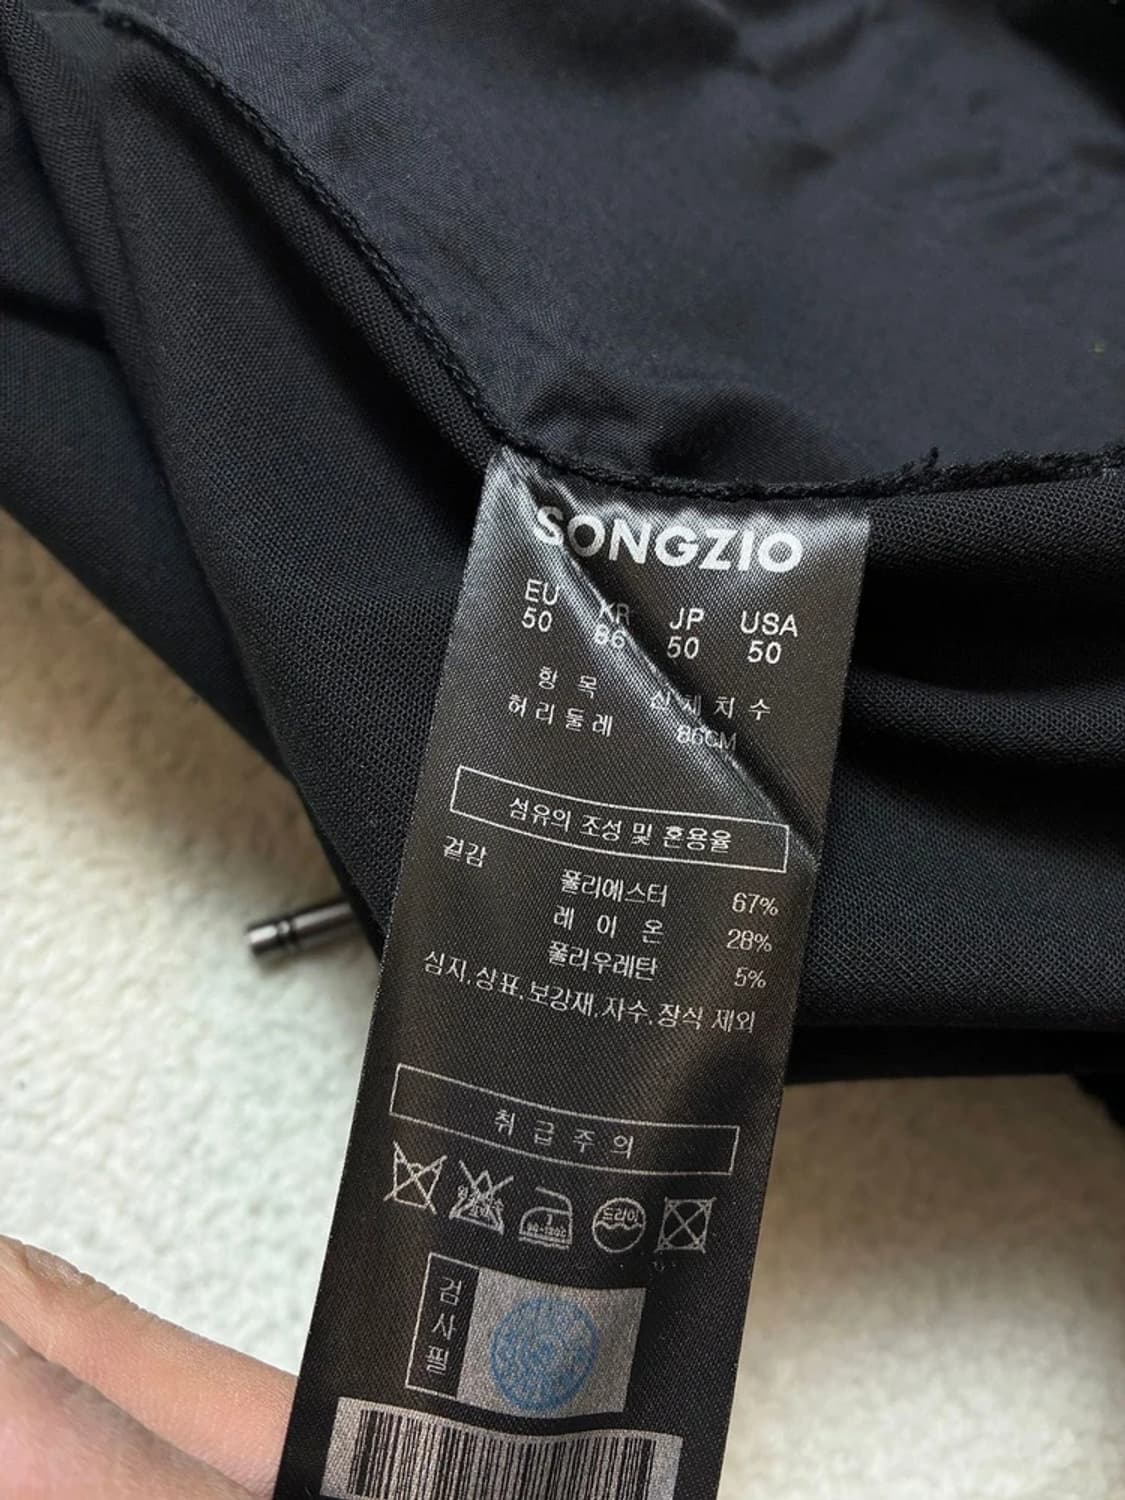 SONGZIO
EU KR JP USA
50 86 50 50
항 목 실 제 치 수
허 리 둘 레 86CM
섬유의 조성 및 혼용율
겉감 폴리에스터 67%
레 이 온 28%
폴리우레탄 5%
심지,상표,보강재,자수,장식 제외
취 급 주 의
드라이
검사필